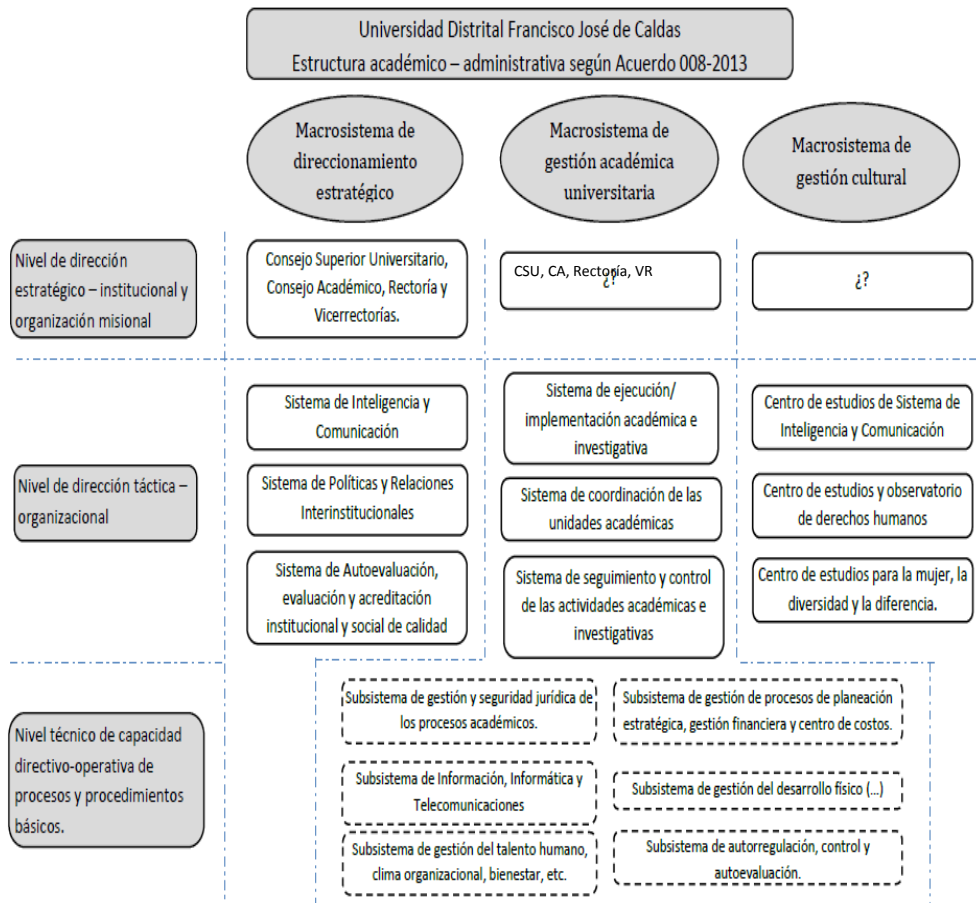 Universidad Distrital Francisco José de Caldas
Estructura académico – administrativa según Acuerdo 008-2013
Macrosistema de
direccionamiento
estratégico
Macrosistema de
gestión académica
universitaria
Macrosistema de
gestión cultural
Nivel de dirección
estratégico – institucional y
organización misional
Consejo Superior Universitario,
Consejo Académico, Rectoría y
Vicerrectorías.
CSU, CA, Rectoría, VR
¿?
¿?
Nivel de dirección táctica –
organizacional
Sistema de Inteligencia y
Comunicación
Sistema de Políticas y Relaciones
Interinstitucionales
Sistema de Autoevaluación,
evaluación y acreditación
institucional y social de calidad
Sistema de ejecución/
implementación académica e
investigativa
Sistema de coordinación de las
unidades académicas
Sistema de seguimiento y control
de las actividades académicas e
investigativas
Centro de estudios de Sistema de
Inteligencia y Comunicación
Centro de estudios y observatorio
de derechos humanos
Centro de estudios para la mujer, la
diversidad y la diferencia.
Nivel técnico de capacidad
directivo-operativa de
procesos y procedimientos
básicos.
Subsistema de gestión y seguridad jurídica de
los procesos académicos.
Subsistema de gestión de procesos de planeación
estratégica, gestión financiera y centro de costos.
Subsistema de Información, Informática y
Telecomunicaciones
Subsistema de gestión del desarrollo físico (...)
Subsistema de gestión del talento humano,
clima organizacional, bienestar, etc.
Subsistema de autorregulación, control y
autoevaluación.